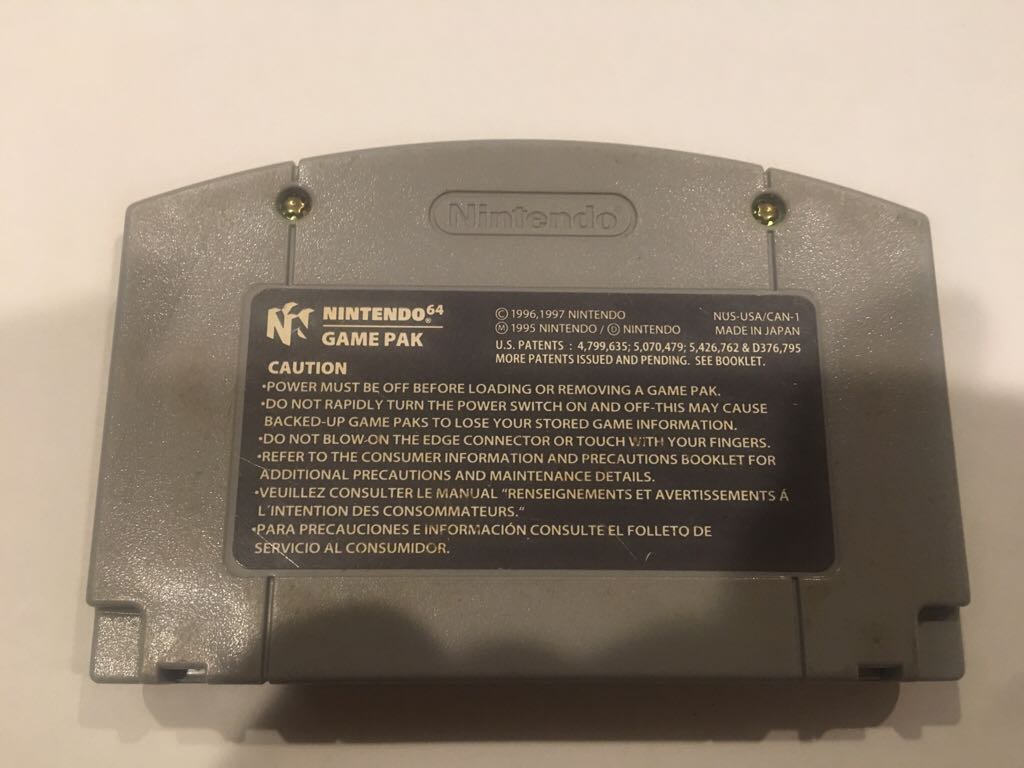 Nintendo
NINTENDO 64
GAME PAK
© 1996,1997 NINTENDO
Ⓜ 1995 NINTENDO / Ⓓ NINTENDO
NUS-USA/CAN-1
MADE IN JAPAN
U.S. PATENTS : 4,799,635; 5,070,479; 5,426,762 & D376,795
MORE PATENTS ISSUED AND PENDING. SEE BOOKLET.
CAUTION
•POWER MUST BE OFF BEFORE LOADING OR REMOVING A GAME PAK.
•DO NOT RAPIDLY TURN THE POWER SWITCH ON AND OFF-THIS MAY CAUSE
BACKED-UP GAME PAKS TO LOSE YOUR STORED GAME INFORMATION.
•DO NOT BLOW-ON THE EDGE CONNECTOR OR TOUCH WITH YOUR FINGERS.
•REFER TO THE CONSUMER INFORMATION AND PRECAUTIONS BOOKLET FOR
ADDITIONAL PRECAUTIONS AND MAINTENANCE DETAILS.
•VEUILLEZ CONSULTER LE MANUAL "RENSEIGNEMENTS ET AVERTISSEMENTS Á
L'INTENTION DES CONSOMMATEURS."
•PARA PRECAUCIONES E INFORMACIÓN CONSULTE EL FOLLETO DE
SERVICIO AL CONSUMIDOR.